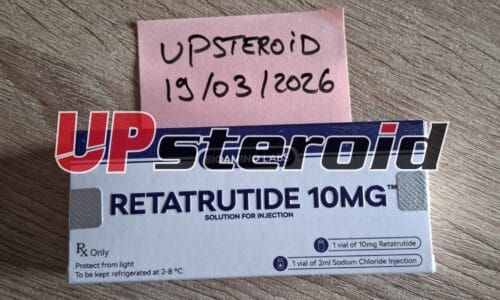 UPSTEROiD
19/03/2026
UPsteroid
RETATRUTIDE 10MG™
SOLUTION FOR INJECTION
Rx Only
Protect from light
To be kept refrigerated at 2-8 °C
1 vial of 10mg Retatrutide
1 vial of 2ml Sodium Chloride Injection